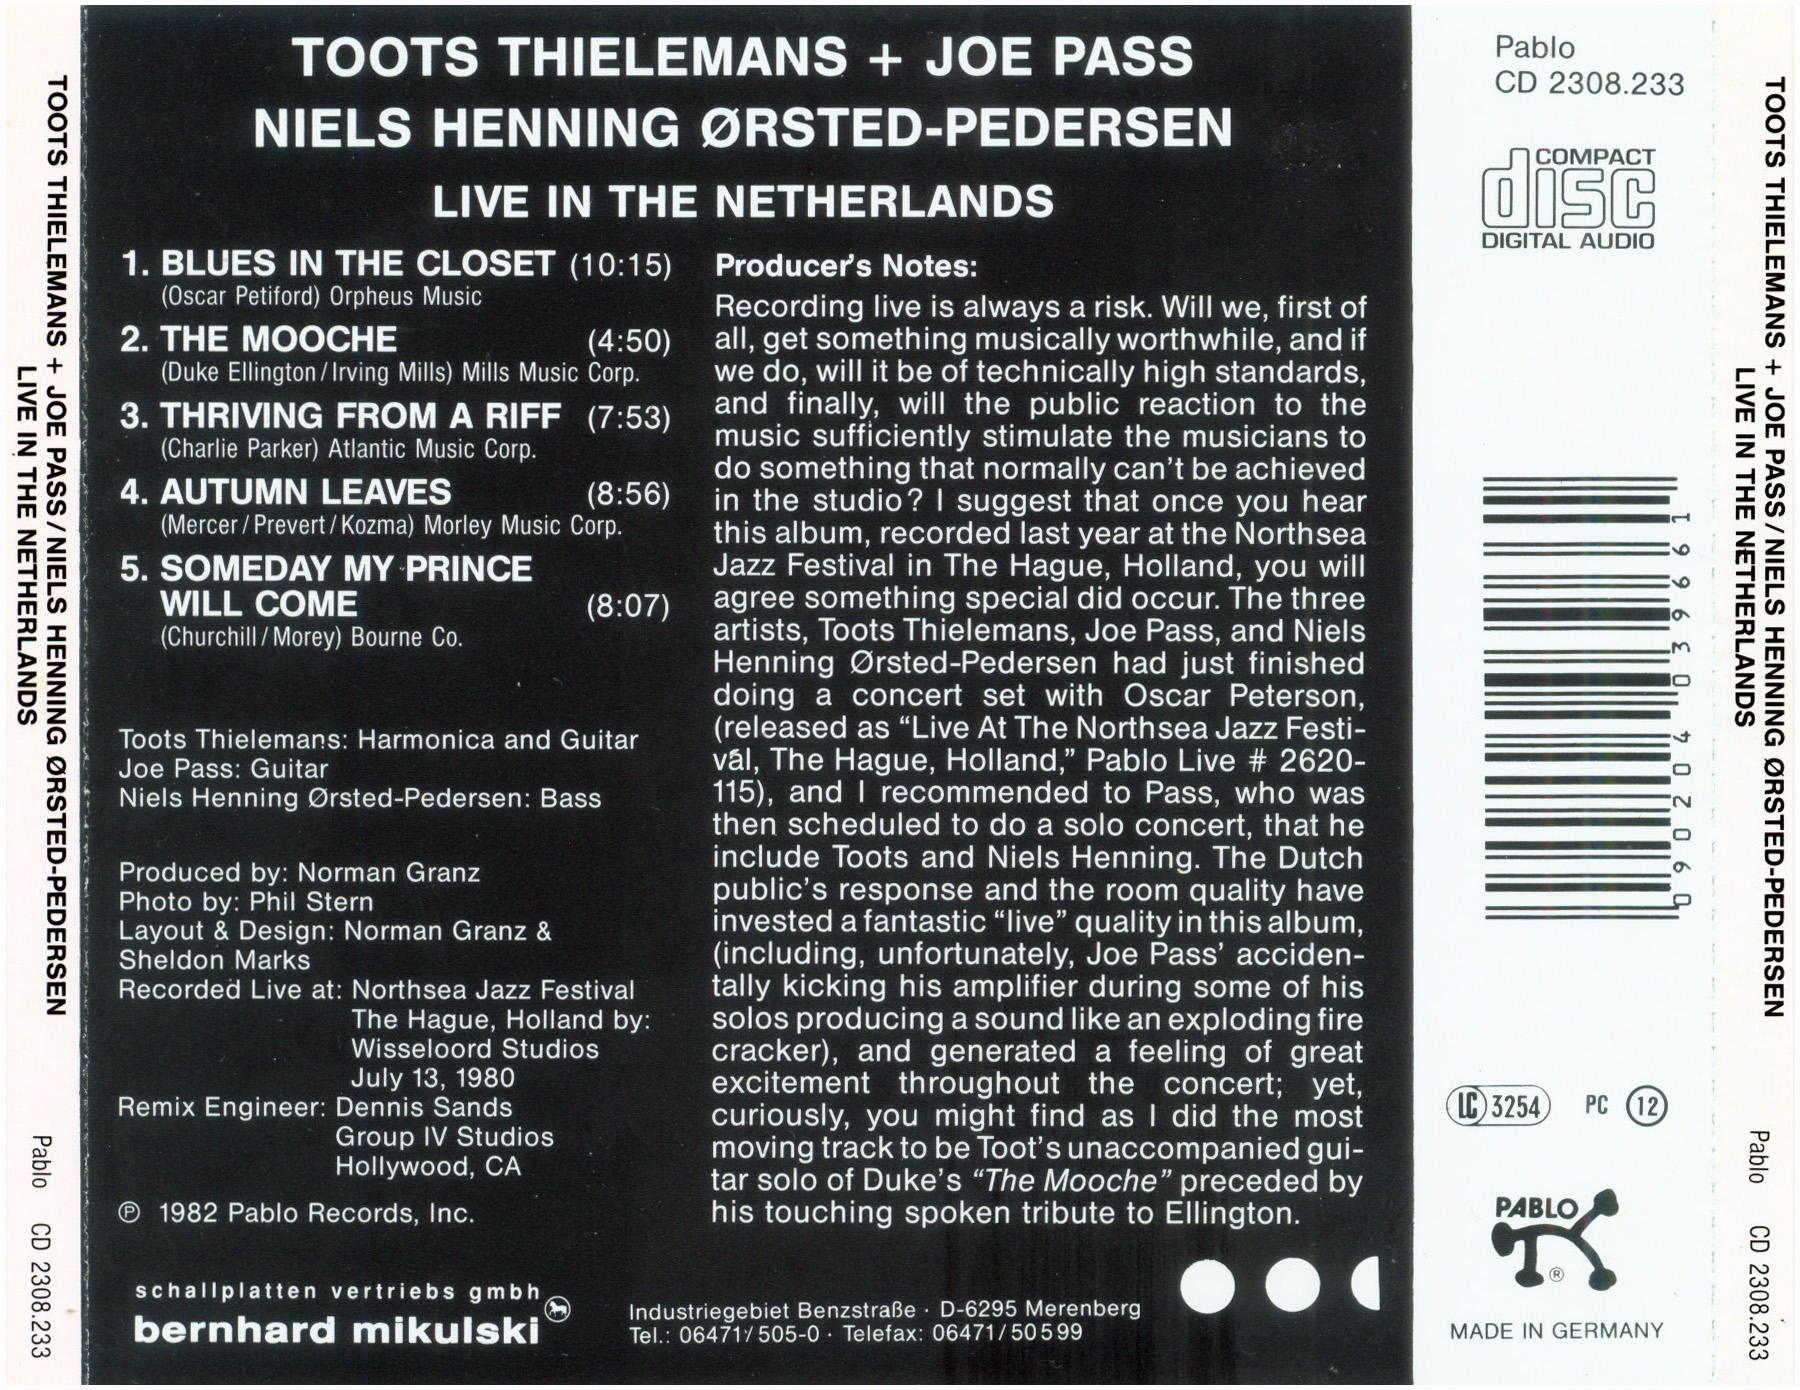 TOOTS THIELEMANS + JOE PASS / NIELS HENNING ØRSTED-PEDERSEN
LIVE IN THE NETHERLANDS
Pablo CD 2308.233
TOOTS THIELEMANS + JOE PASS
NIELS HENNING ØRSTED-PEDERSEN
LIVE IN THE NETHERLANDS
1. BLUES IN THE CLOSET (10:15)
(Oscar Petiford) Orpheus Music
2. THE MOOCHE (4:50)
(Duke Ellington / Irving Mills) Mills Music Corp.
3. THRIVING FROM A RIFF (7:53)
(Charlie Parker) Atlantic Music Corp.
4. AUTUMN LEAVES (8:56)
(Mercer / Prevert / Kozma) Morley Music Corp.
5. SOMEDAY MY PRINCE
WILL COME (8:07)
(Churchill / Morey) Bourne Co.
Toots Thielemans: Harmonica and Guitar
Joe Pass: Guitar
Niels Henning Ørsted-Pedersen: Bass
Produced by: Norman Granz
Photo by: Phil Stern
Layout & Design: Norman Granz &
Sheldon Marks
Recorded Live at: Northsea Jazz Festival
The Hague, Holland by:
Wisseloord Studios
July 13, 1980
Remix Engineer: Dennis Sands
Group IV Studios
Hollywood, CA
℗ 1982 Pablo Records, Inc.
Producer's Notes:
Recording live is always a risk. Will we, first of
all, get something musically worthwhile, and if
we do, will it be of technically high standards,
and finally, will the public reaction to the
music sufficiently stimulate the musicians to
do something that normally can't be achieved
in the studio? I suggest that once you hear
this album, recorded last year at the Northsea
Jazz Festival in The Hague, Holland, you will
agree something special did occur. The three
artists, Toots Thielemans, Joe Pass, and Niels
Henning Ørsted-Pedersen had just finished
doing a concert set with Oscar Peterson,
(released as “Live At The Northsea Jazz Festi-
val, The Hague, Holland,” Pablo Live # 2620-
115), and I recommended to Pass, who was
then scheduled to do a solo concert, that he
include Toots and Niels Henning. The Dutch
public's response and the room quality have
invested a fantastic “live” quality in this album,
(including, unfortunately, Joe Pass' acciden-
tally kicking his amplifier during some of his
solos producing a sound like an exploding fire
cracker), and generated a feeling of great
excitement throughout the concert; yet,
curiously, you might find as I did the most
moving track to be Toot's unaccompanied gui-
tar solo of Duke's “The Mooche” preceded by
his touching spoken tribute to Ellington.
schallplatten vertriebs gmbh
bernhard mikulski
Industriegebiet Benzstraße · D-6295 Merenberg
Tel.: 06471/505-0 · Telefax: 06471/50599
Pablo
CD 2308.233
COMPACT
disc
DIGITAL AUDIO
090204039661
LC 3254 PC 12
PABLO
®
MADE IN GERMANY
TOOTS THIELEMANS + JOE PASS / NIELS HENNING ØRSTED-PEDERSEN
LIVE IN THE NETHERLANDS
Pablo CD 2308.233